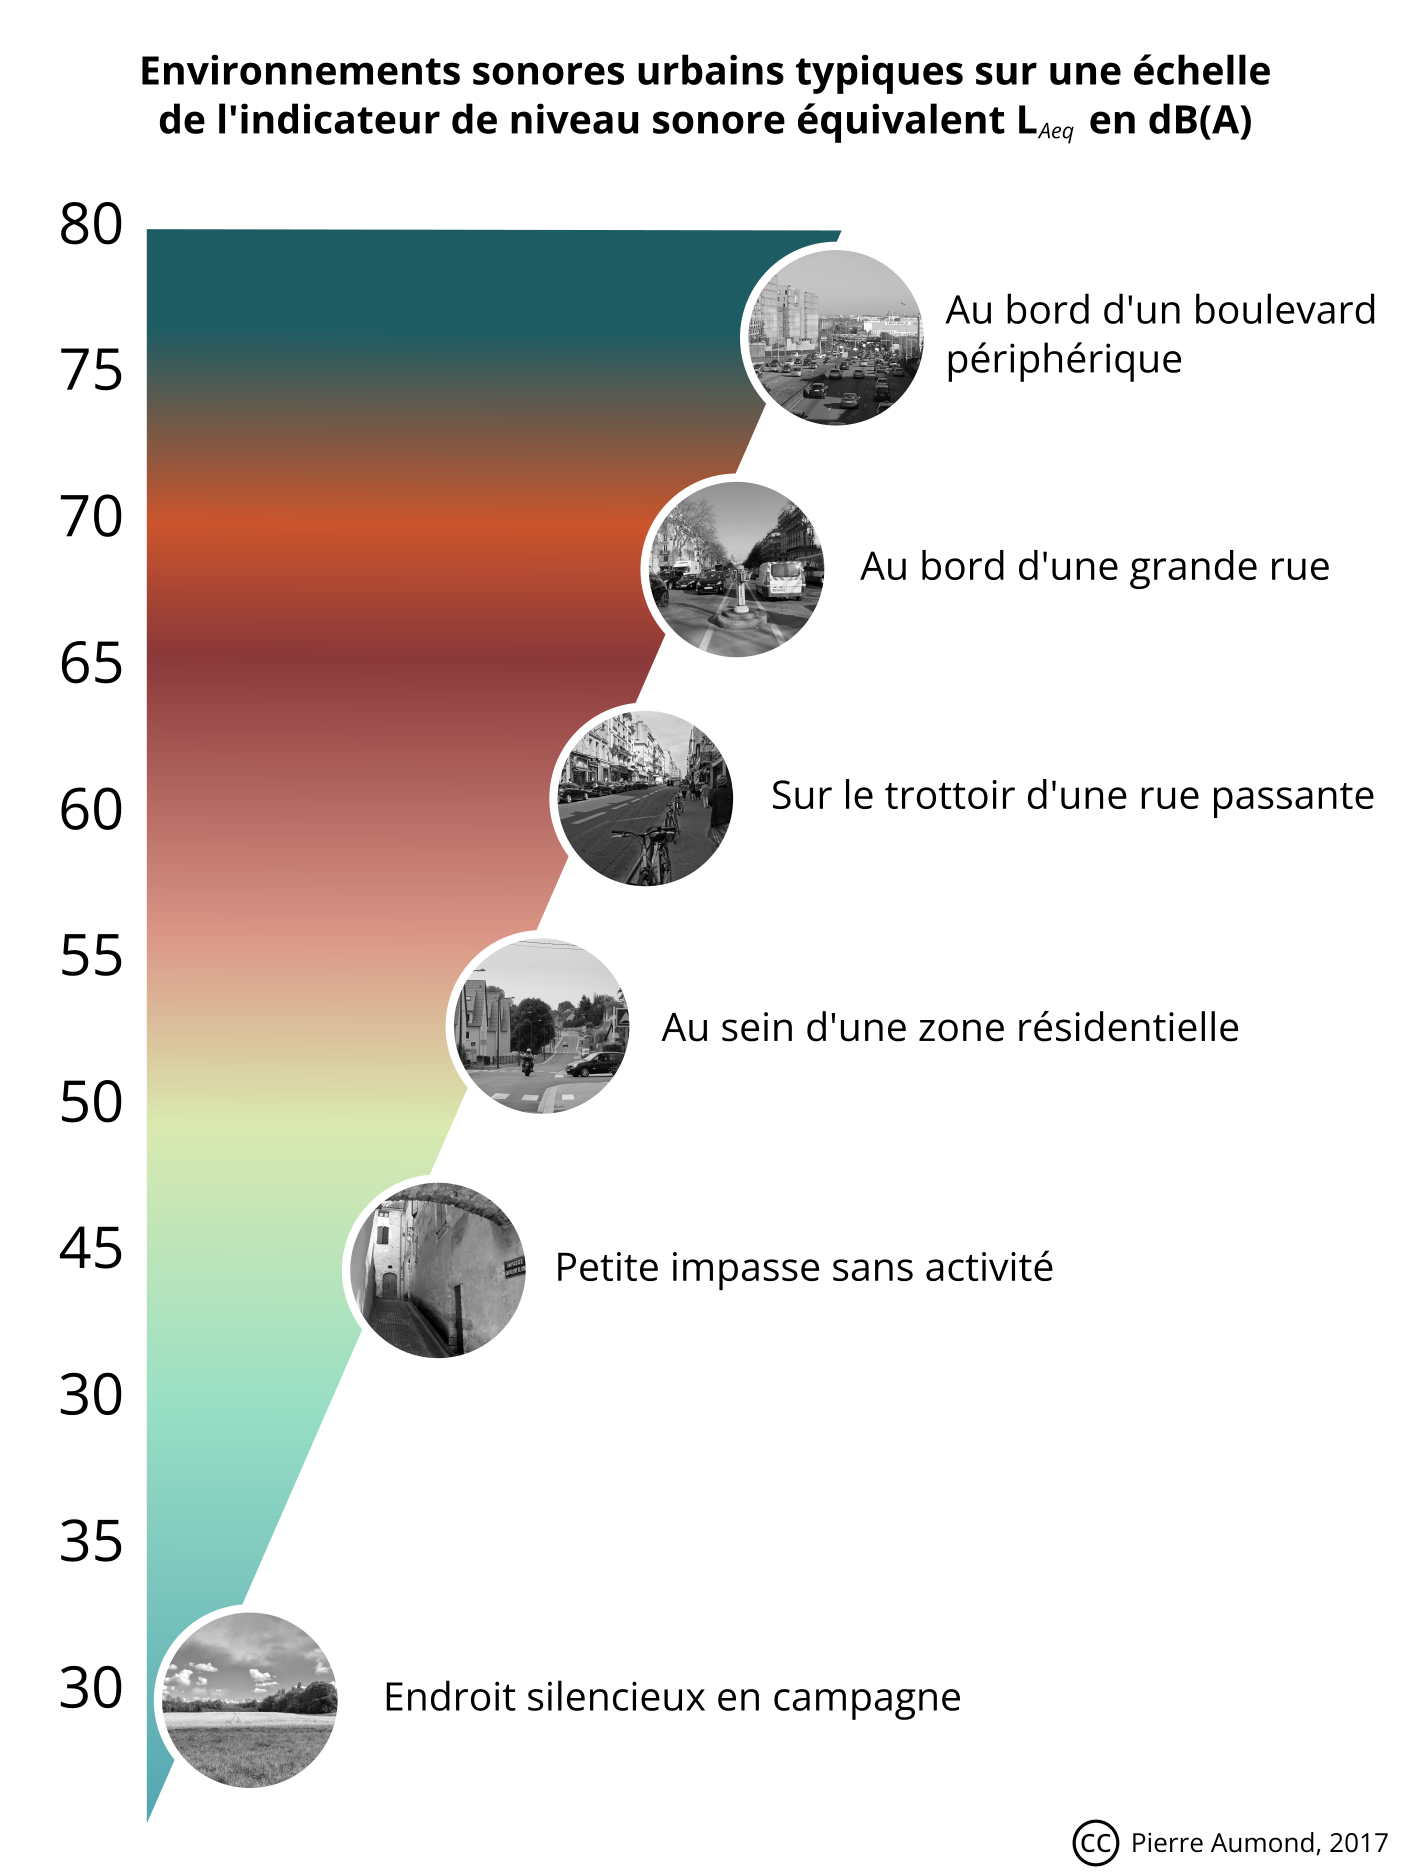 Environnements sonores urbains typiques sur une échelle
de l'indicateur de niveau sonore équivalent LAeq en dB(A)
80
Au bord d'un boulevard
périphérique
75
70
Au bord d'une grande rue
65
Sur le trottoir d'une rue passante
60
55
Au sein d'une zone résidentielle
50
45
Petite impasse sans activité
30
35
30
Endroit silencieux en campagne
CC Pierre Aumond, 2017